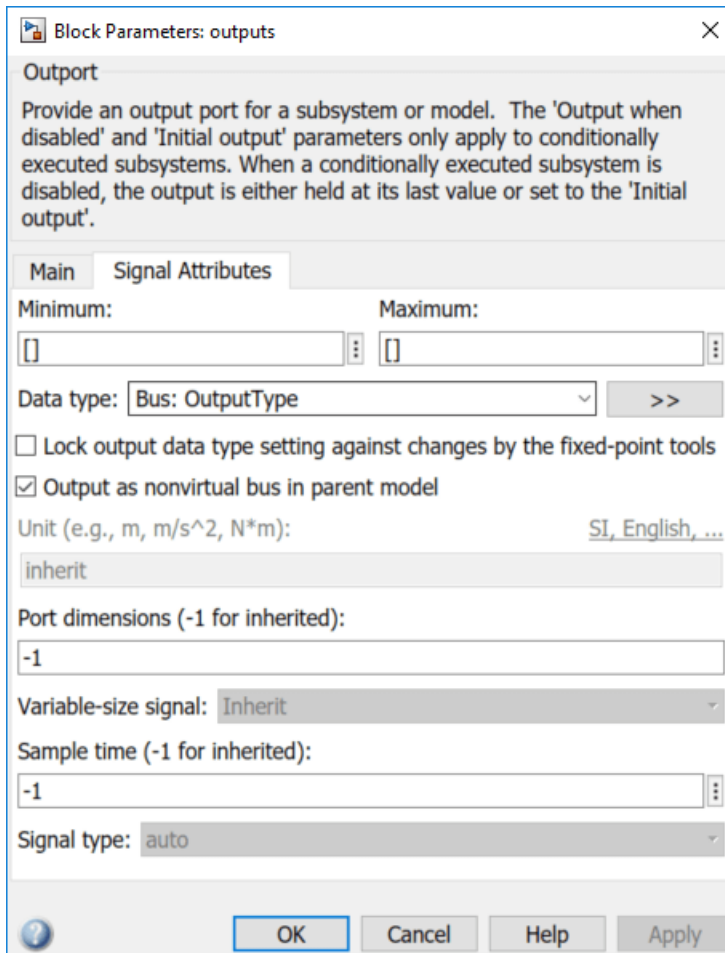 Block Parameters: outputs
Outport
Provide an output port for a subsystem or model.  The 'Output when
disabled' and 'Initial output' parameters only apply to conditionally
executed subsystems. When a conditionally executed subsystem is
disabled, the output is either held at its last value or set to the 'Initial
output'.
Main Signal Attributes
Minimum: Maximum:
[] []
Data type: Bus: OutputType >>
Lock output data type setting against changes by the fixed-point tools
Output as nonvirtual bus in parent model
Unit (e.g., m, m/s^2, N*m): SI, English, ...
inherit
Port dimensions (-1 for inherited):
-1
Variable-size signal: Inherit
Sample time (-1 for inherited):
-1
Signal type: auto
? OK Cancel Help Apply